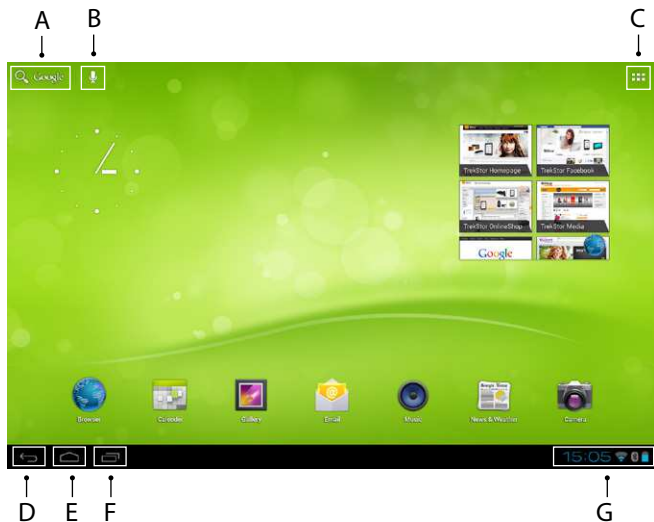 A B C
Google
TrekStor Homepage TrekStor Facebook
TrekStor OnlineShop TrekStor Media
Google
Browser Calender Gallery Email Music News & Weather Camera
15:05
D E F G